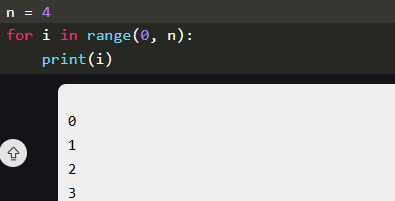 n = 4
for i in range(0, n):
    print(i)
0
1
2
3